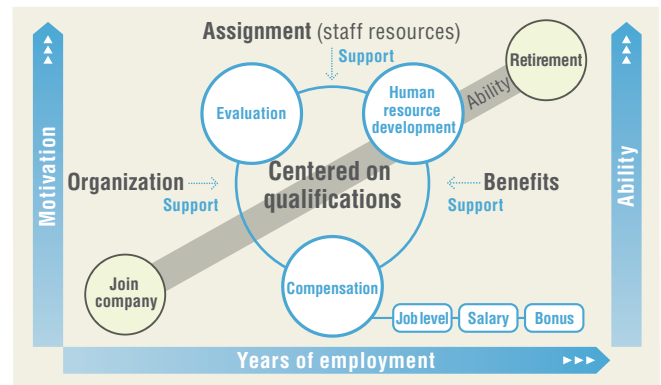 Assignment (staff resources)
Support
Retirement
Human
resource
development
Evaluation
Ability
Motivation
Ability
Centered on
qualifications
Organization
Support
Benefits
Support
Join
company
Compensation
Job level
Salary
Bonus
Years of employment